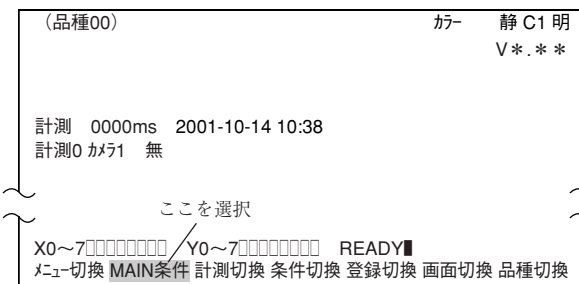 (品種00) カラー 静 C1 明
V*.**
計測 0000ms 2001-10-14 10:38
計測0 カメラ1 無
ここを選択
X0〜7□□□□□□□□ Y0〜7□□□□□□□□ READY■
メニュー切換 MAIN条件 計測切換 条件切換 登録切換 画面切換 品種切換